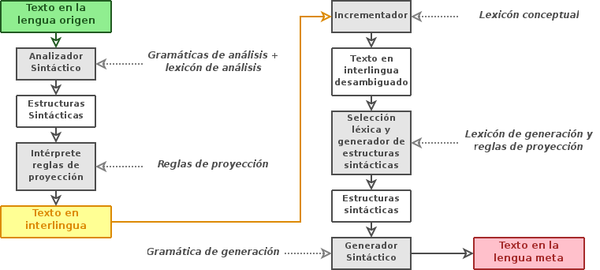 Texto en la
lengua origen
Analizador
Sintáctico
Gramáticas de análisis +
lexicón de análisis
Estructuras
Sintácticas
Intérprete
reglas de
proyección
Reglas de proyección
Texto en
interlingua
Incrementador
Lexicón conceptual
Texto en
interlingua
desambiguado
Selección
léxica y
generador de
estructuras
sintácticas
Lexicón de generación y
reglas de proyección
Estructuras
sintácticas
Gramática de generación
Generador
Sintáctico
Texto en la
lengua meta